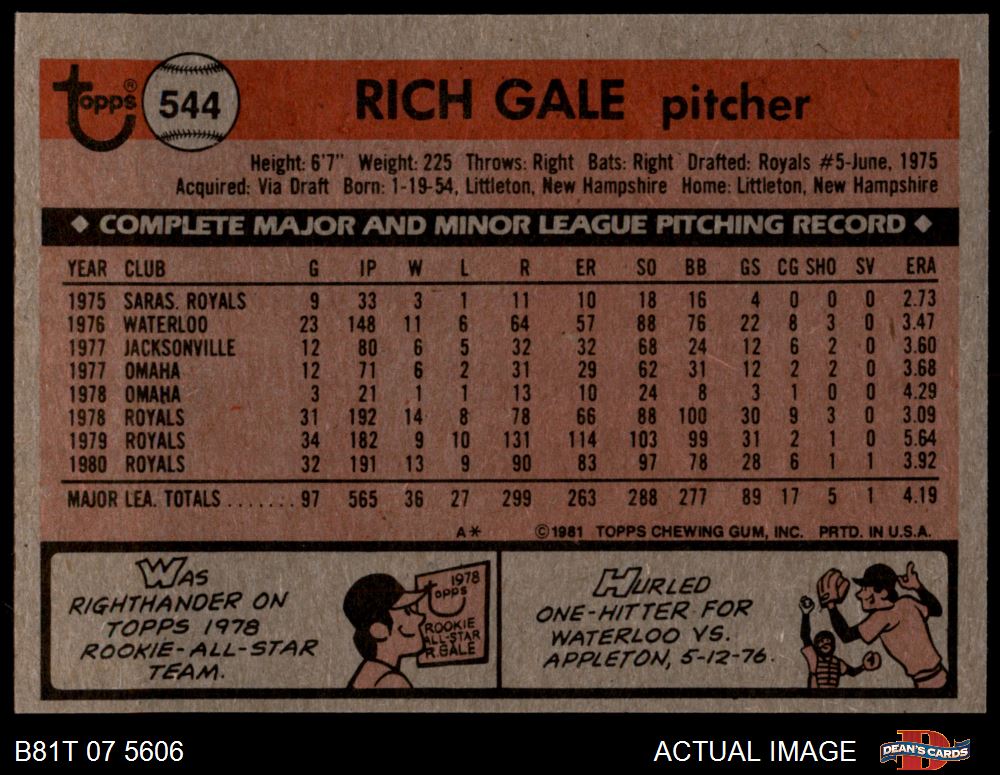 Topps®
544
RICH GALE pitcher
Height: 6'7" Weight: 225 Throws: Right Bats: Right Drafted: Royals #5-June, 1975
Acquired: Via Draft Born: 1-19-54, Littleton, New Hampshire Home: Littleton, New Hampshire
◆ COMPLETE MAJOR AND MINOR LEAGUE PITCHING RECORD ◆
YEAR CLUB G IP W L R ER SO BB GS CG SHO SV ERA
1975 SARAS. ROYALS 9 33 3 1 11 10 18 16 4 0 0 0 2.73
1976 WATERLOO 23 148 11 6 64 57 88 76 22 8 3 0 3.47
1977 JACKSONVILLE 12 80 6 5 32 32 68 24 12 6 2 0 3.60
1977 OMAHA 12 71 6 2 31 29 62 31 12 2 2 0 3.68
1978 OMAHA 3 21 1 1 13 10 24 8 3 1 0 0 4.29
1978 ROYALS 31 192 14 8 78 66 88 100 30 9 3 0 3.09
1979 ROYALS 34 182 9 10 131 114 103 99 31 2 1 0 5.64
1980 ROYALS 32 191 13 9 90 83 97 78 28 6 1 1 3.92
MAJOR LEA. TOTALS ....... 97 565 36 27 299 263 288 277 89 17 5 1 4.19
A* ©1981 TOPPS CHEWING GUM, INC. PRTD. IN U.S.A.
WAS
RIGHTHANDER ON
TOPPS 1978
ROOKIE-ALL-STAR
TEAM.
1978
Topps
ROOKIE
ALL-STAR
R. GALE
HURLED
ONE-HITTER FOR
WATERLOO VS.
APPLETON, 5-12-76.
B81T 07 5606
ACTUAL IMAGE
DEAN'S CARDS